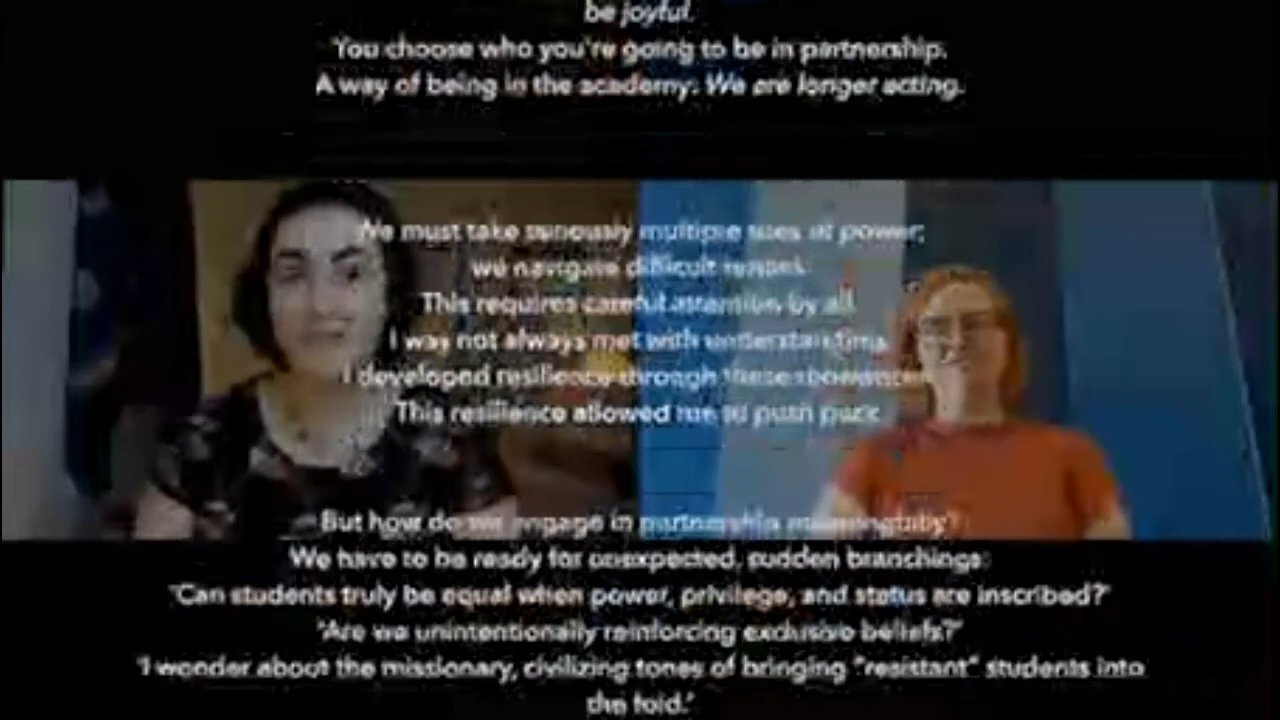 be joyful.
You choose who you're going to be in partnership.
A way of being in the academy: We are longer acting.
We must take seriously multiple sites of power;
we navigate difficult
This requires careful attention by all.
I was not always met with understanding.
I developed resiliency through these
This resilience allowed me to push back.
But how do we engage in partnership meaningfully?
We have to be ready for unexpected, sudden branchings:
'Can students truly be equal when power, privilege, and status are inscribed?'
'Are we unintentionally reinforcing exclusive beliefs?'
'I wonder about the missionary, civilizing tones of bringing "resistant" students into
the fold.'